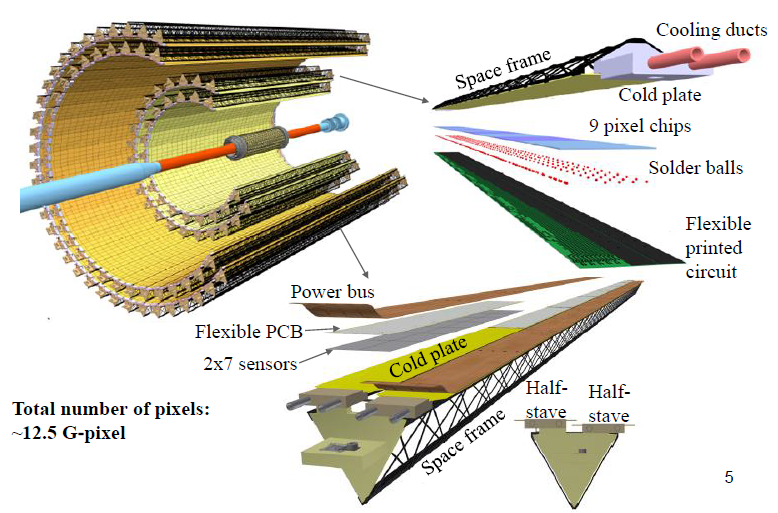 Cooling ducts
Space frame
Cold plate
9 pixel chips
Solder balls
Flexible
printed
circuit
Power bus
Flexible PCB
2x7 sensors
Cold plate
Space frame
Half-
stave
Half-
stave
Total number of pixels:
~12.5 G-pixel
5